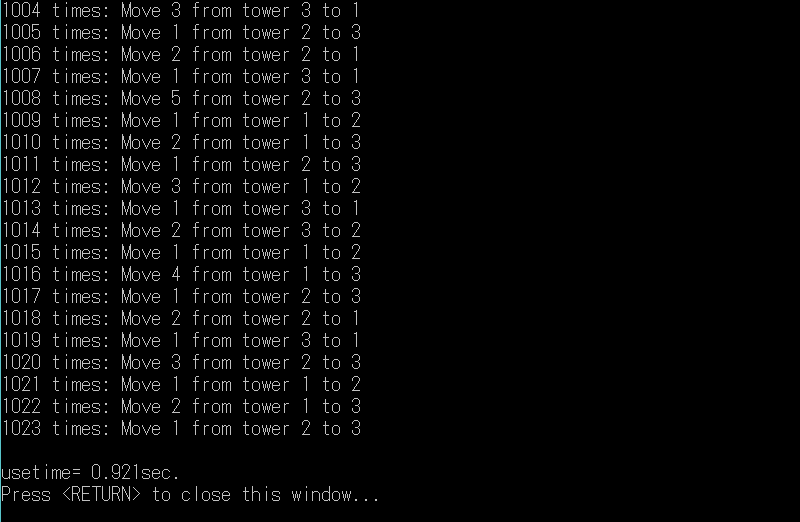 1004 times: Move 3 from tower 3 to 1
1005 times: Move 1 from tower 2 to 3
1006 times: Move 2 from tower 2 to 1
1007 times: Move 1 from tower 3 to 1
1008 times: Move 5 from tower 2 to 3
1009 times: Move 1 from tower 1 to 2
1010 times: Move 2 from tower 1 to 3
1011 times: Move 1 from tower 2 to 3
1012 times: Move 3 from tower 1 to 2
1013 times: Move 1 from tower 3 to 1
1014 times: Move 2 from tower 3 to 2
1015 times: Move 1 from tower 1 to 2
1016 times: Move 4 from tower 1 to 3
1017 times: Move 1 from tower 2 to 3
1018 times: Move 2 from tower 2 to 1
1019 times: Move 1 from tower 3 to 1
1020 times: Move 3 from tower 2 to 3
1021 times: Move 1 from tower 1 to 2
1022 times: Move 2 from tower 1 to 3
1023 times: Move 1 from tower 2 to 3
usetime= 0.921sec.
Press <RETURN> to close this window...